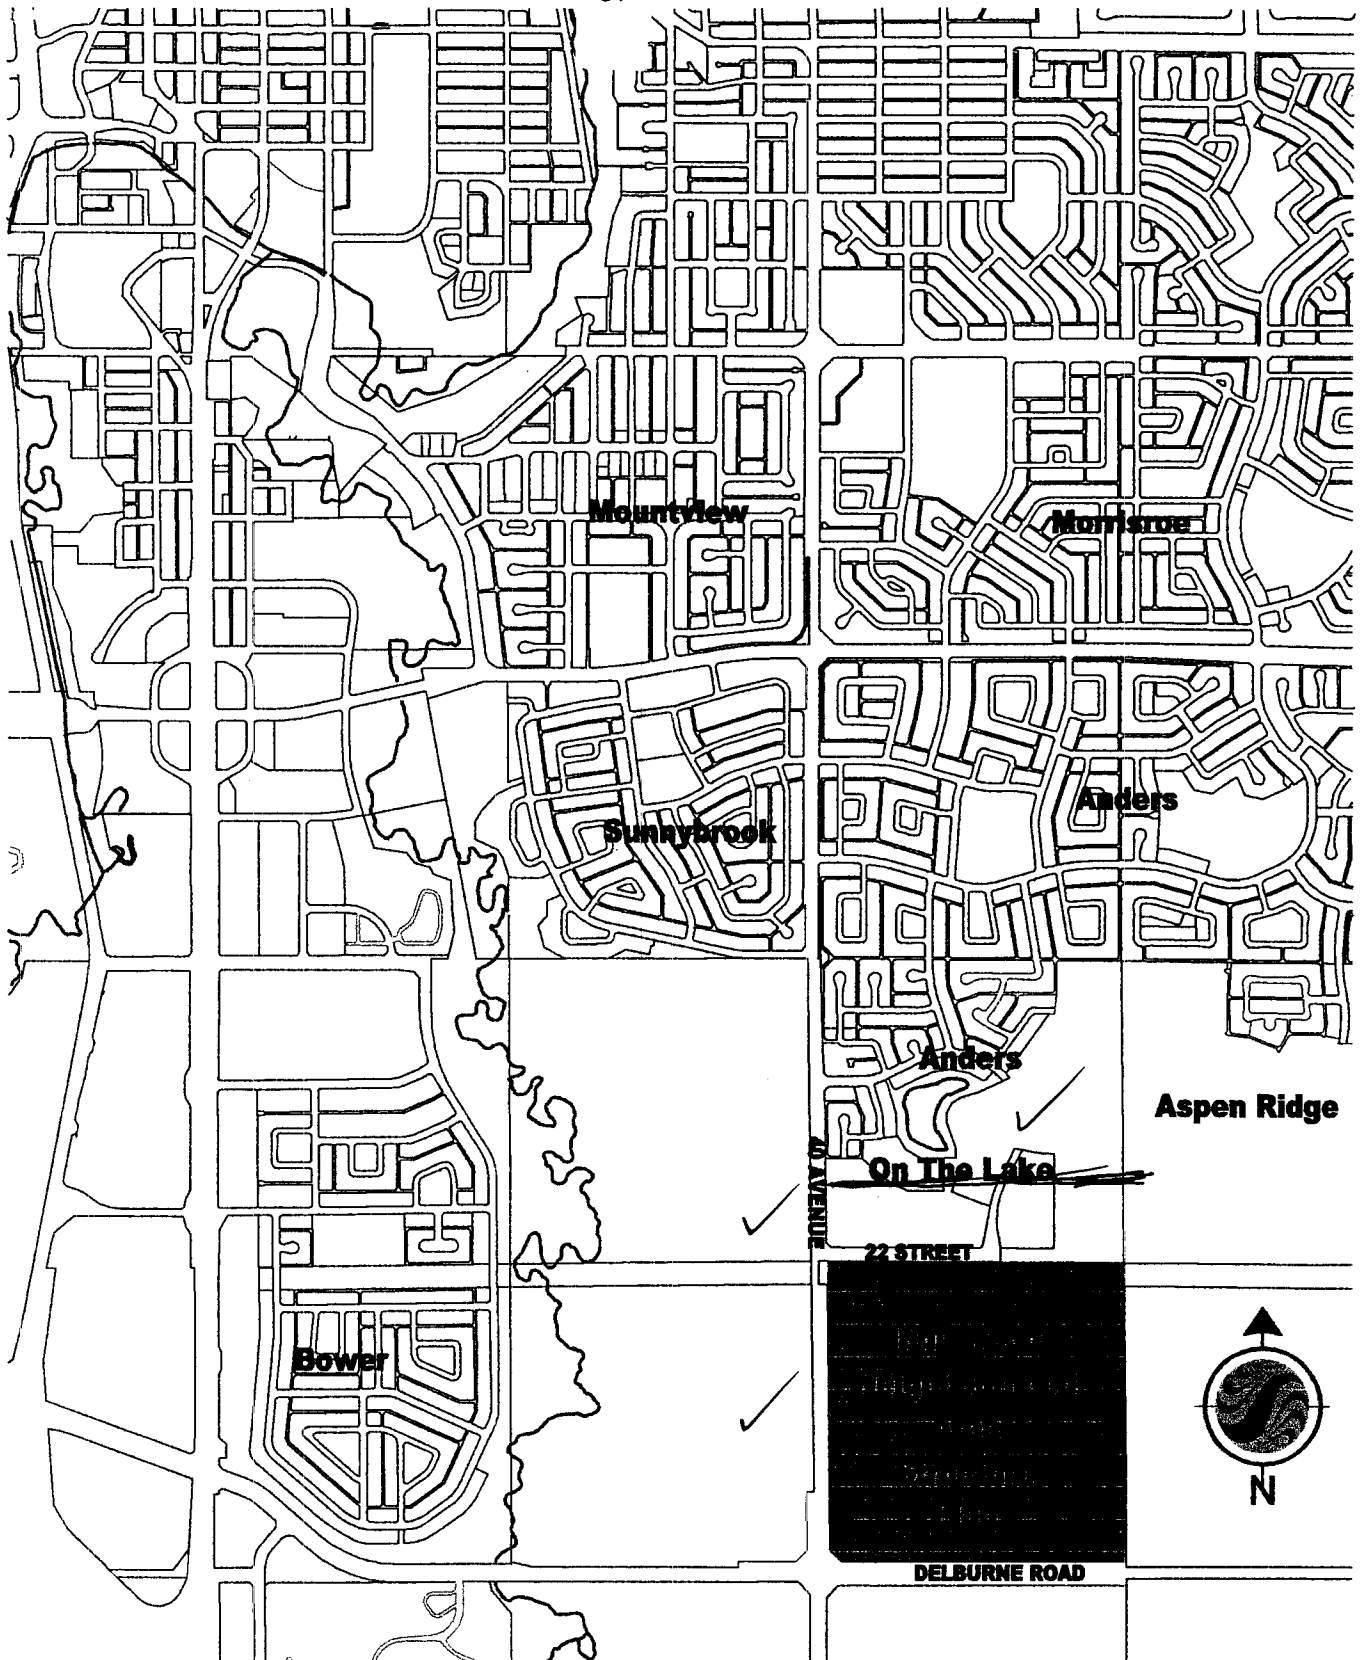 Mountview
Morrisroe
Anders
Sunnybrook
Anders
Aspen Ridge
On The Lake
40 AVENUE
22 STREET
Bower
N
DELBURNE ROAD